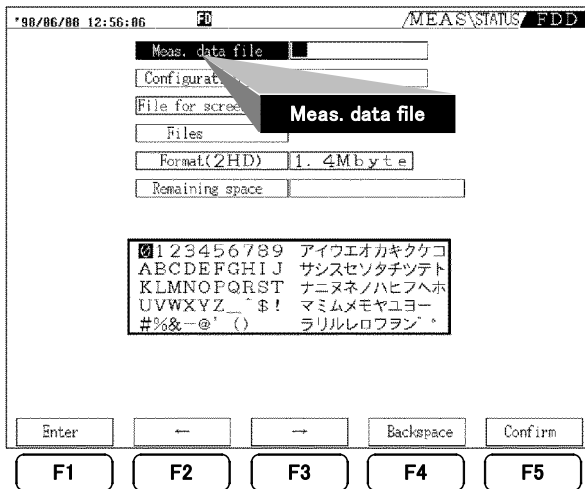 '98/06/08 12:56:06 FD /MEAS\STATUS/ FDD
Meas. data file
Configurat
File for scree
Meas. data file
Files
Format(2HD) 1.4Mbyte
Remaining space
0123456789 アイウエオカキクケコ
ABCDEFGHIJ サシスセソタチツテト
KLMNOPQRST ナニヌネノハヒフヘホ
UVWXYZ_^$! マミムメモヤユヨー
#%&-@'() ラリルレロワヲン゛゜
Enter ← → Backspace Confirm
F1 F2 F3 F4 F5